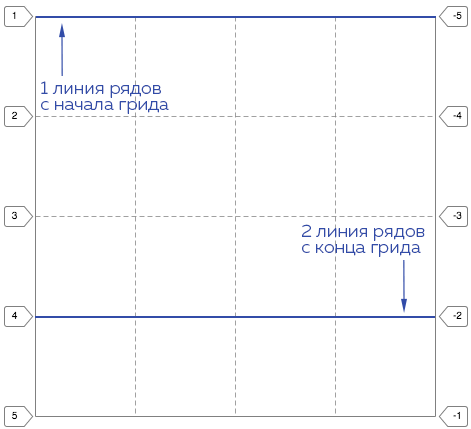 1 -5
1 линия рядов
с начала грида
2 -4
3 -3
2 линия рядов
с конца грида
4 -2
5 -1